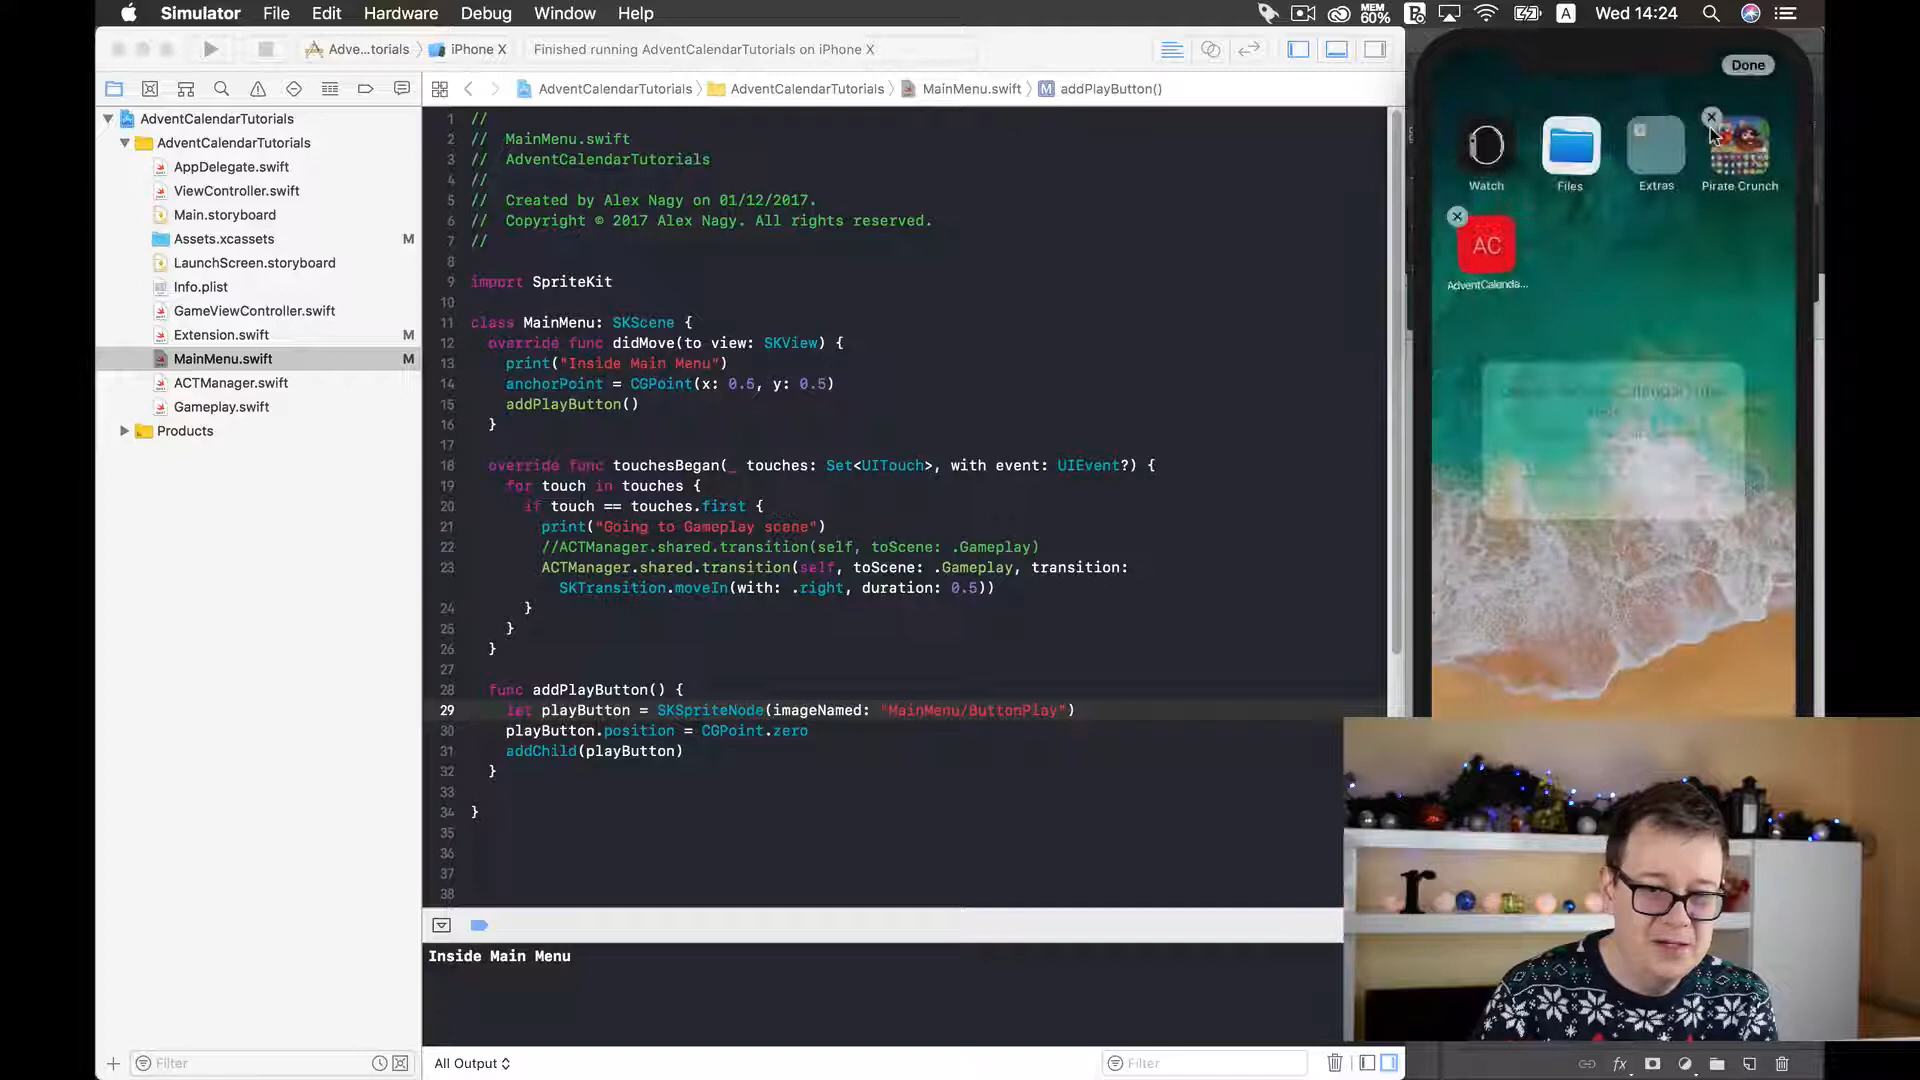 Simulator File Edit Hardware Debug Window Help
MEM 60% A Wed 14:24
Adve...torials iPhone X Finished running AdventCalendarTutorials on iPhone X
AdventCalendarTutorials AdventCalendarTutorials MainMenu.swift M addPlayButton()
AdventCalendarTutorials
AdventCalendarTutorials
AppDelegate.swift
ViewController.swift
Main.storyboard
Assets.xcassets M
LaunchScreen.storyboard
Info.plist
GameViewController.swift
Extension.swift M
MainMenu.swift M
ACTManager.swift
Gameplay.swift
Products
Filter
1 //
2 // MainMenu.swift
3 // AdventCalendarTutorials
4 //
5 // Created by Alex Nagy on 01/12/2017.
6 // Copyright © 2017 Alex Nagy. All rights reserved.
7 //
8
9 import SpriteKit
10
11 class MainMenu: SKScene {
12 override func didMove(to view: SKView) {
13 print("Inside Main Menu")
14 anchorPoint = CGPoint(x: 0.5, y: 0.5)
15 addPlayButton()
16 }
17
18 override func touchesBegan(_ touches: Set<UITouch>, with event: UIEvent?) {
19 for touch in touches {
20 if touch == touches.first {
21 print("Going to Gameplay scene")
22 //ACTManager.shared.transition(self, toScene: .Gameplay)
23 ACTManager.shared.transition(self, toScene: .Gameplay, transition:
SKTransition.moveIn(with: .right, duration: 0.5))
24 }
25 }
26 }
27
28 func addPlayButton() {
29 let playButton = SKSpriteNode(imageNamed: "MainMenu/ButtonPlay")
30 playButton.position = CGPoint.zero
31 addChild(playButton)
32 }
33
34 }
35
36
37
38
Inside Main Menu
All Output
Filter
Done
Watch Files Extras Pirate Crunch
AC
AdventCalenda...
r
fx